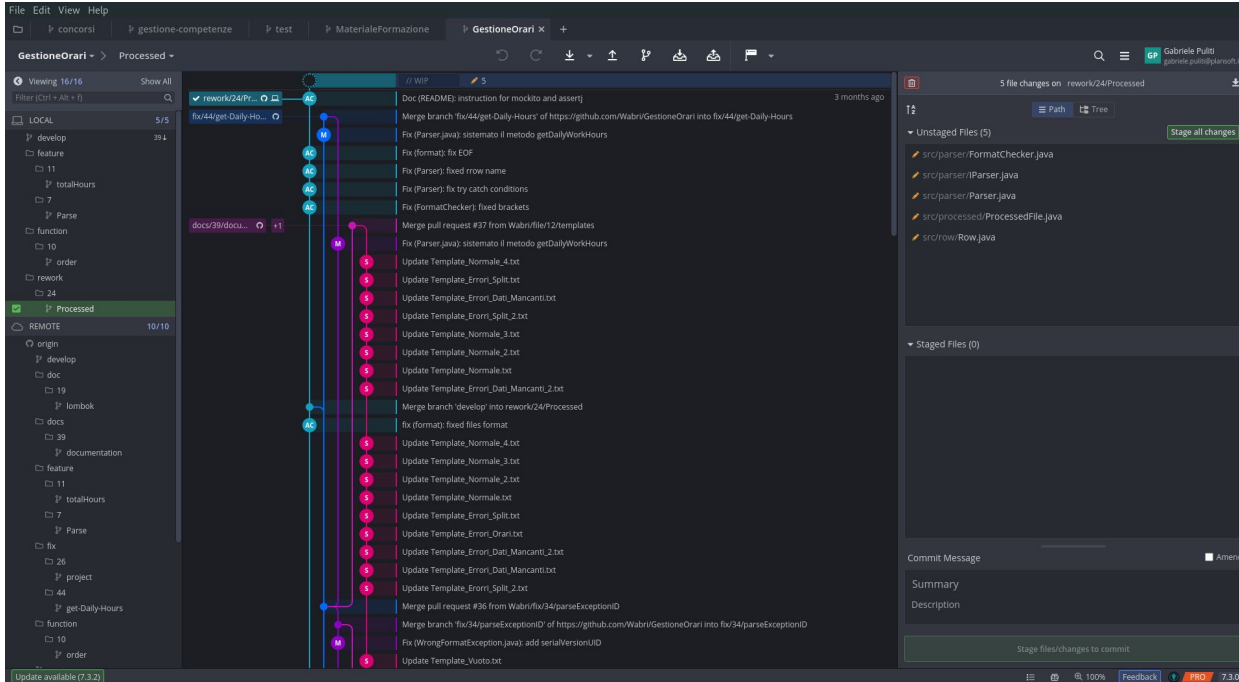 File Edit View Help
concorsi
gestione-competenze
test
MaterialeFormazione
GestioneOrari × +
GestioneOrari
Processed
GP
Gabriele Puliti
gabriele.puliti@plansoft.
Viewing 16/16 Show All
Filter (Ctrl + Alt + f)
LOCAL 5/5
develop 39↓
feature
11
totalHours
7
Parse
function
10
order
rework
24
Processed
REMOTE 10/10
origin
develop
doc
19
lombok
docs
39
documentation
feature
11
totalHours
7
Parse
fix
26
project
44
get-Daily-Hours
function
10
order
Update available (7.3.2)
rework/24/Pr...
fix/44/get-Daily-Ho...
docs/39/docu... +1
// WIP 5
AC Doc (README): instruction for mockito and assertj 3 months ago
Merge branch 'fix/44/get-Daily-Hours' of https://github.com/Wabri/GestioneOrari into fix/44/get-Daily-Hours
M Fix (Parser.java): sistemato il metodo getDailyWorkHours
AC Fix (format): fix EOF
AC Fix (Parser): fixed rrow name
AC Fix (Parser): fix try catch conditions
AC Fix (FormatChecker): fixed brackets
Merge pull request #37 from Wabri/file/12/templates
M Fix (Parser.java): sistemato il metodo getDailyWorkHours
S Update Template_Normale_4.txt
S Update Template_Errori_Split.txt
S Update Template_Errori_Dati_Mancanti.txt
S Update Template_Erorri_Split_2.txt
S Update Template_Normale_3.txt
S Update Template_Normale_2.txt
S Update Template_Normale.txt
S Update Template_Errori_Dati_Mancanti_2.txt
Merge branch 'develop' into rework/24/Processed
AC fix (format): fixed files format
S Update Template_Normale_4.txt
S Update Template_Normale_3.txt
S Update Template_Normale_2.txt
S Update Template_Normale.txt
S Update Template_Errori_Split.txt
S Update Template_Errori_Orari.txt
S Update Template_Errori_Dati_Mancanti_2.txt
S Update Template_Errori_Dati_Mancanti.txt
S Update Template_Erorri_Split_2.txt
Merge pull request #36 from Wabri/fix/34/parseExceptionID
Merge branch 'fix/34/parseExceptionID' of https://github.com/Wabri/GestioneOrari into fix/34/parseExceptionID
M Fix (WrongFormatException.java): add serialVersionUID
S Update Template_Vuoto.txt
5 file changes on rework/24/Processed
Path Tree
Unstaged Files (5) Stage all changes
src/parser/FormatChecker.java
src/parser/IParser.java
src/parser/Parser.java
src/processed/ProcessedFile.java
src/row/Row.java
Staged Files (0)
Commit Message Amen
Summary
Description
Stage files/changes to commit
100% Feedback PRO 7.3.0